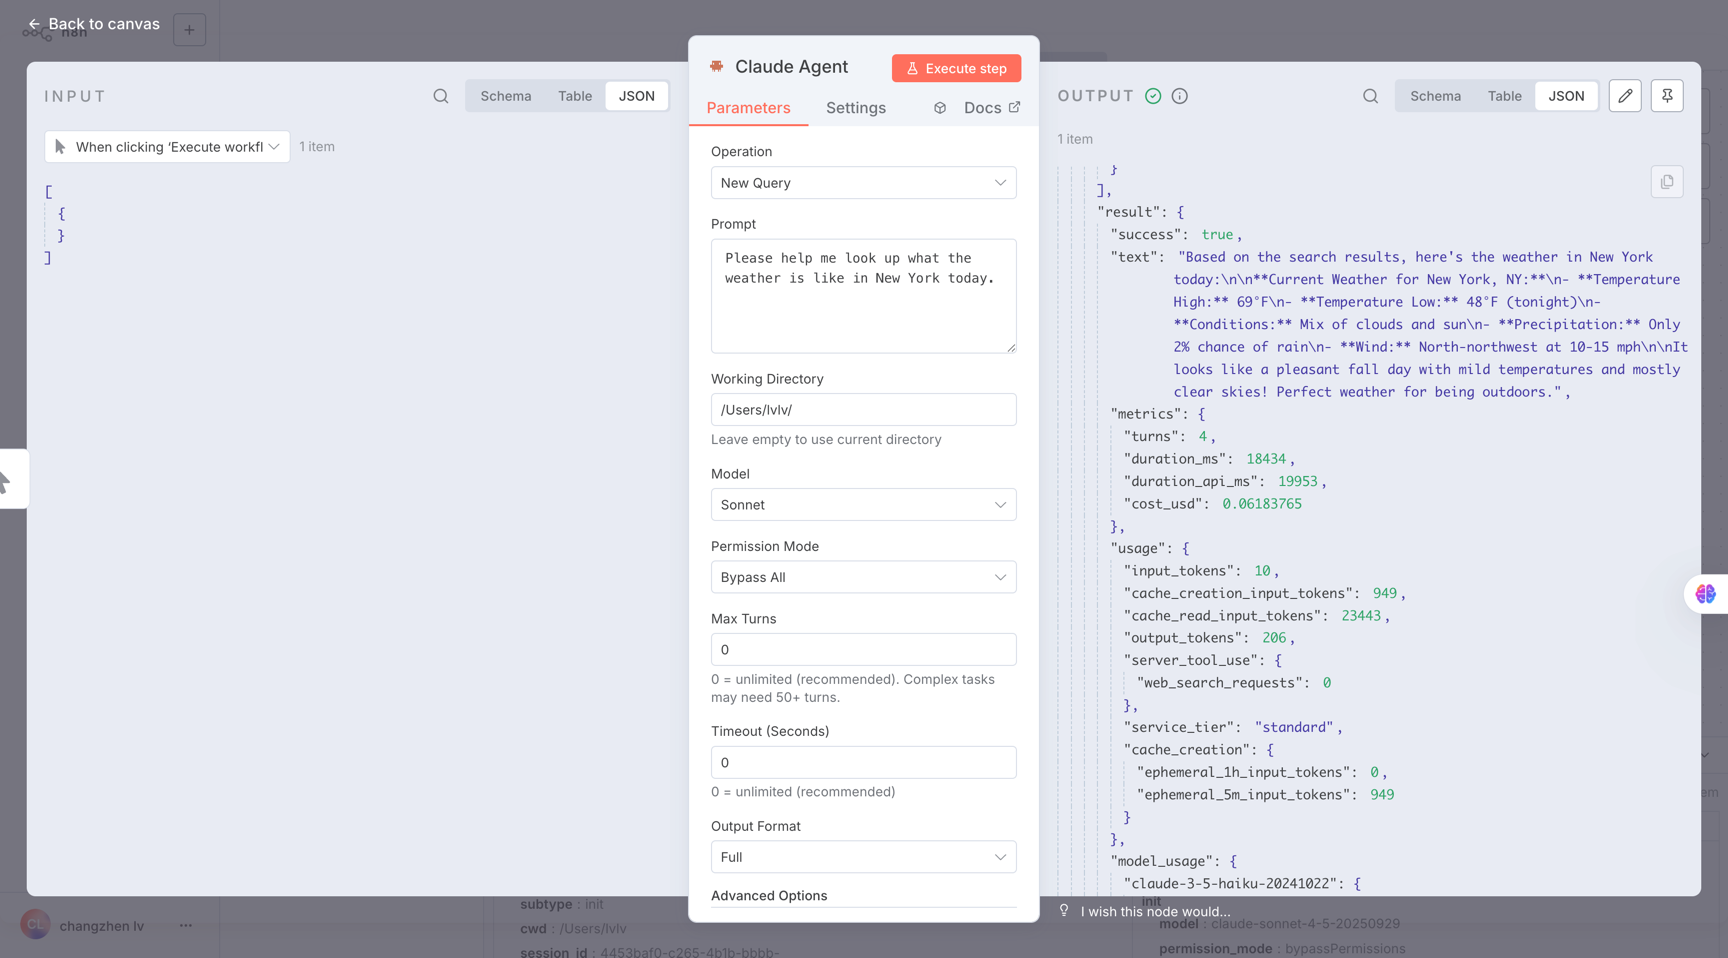 ← Back to canvas
n8n
INPUT
Schema
Table
JSON
When clicking ‘Execute workfl
1 item
[
{
}
]
Claude Agent
Execute step
Parameters
Settings
Docs
Operation
New Query
Prompt
Please help me look up what the
weather is like in New York today.
Working Directory
/Users/lvlv/
Leave empty to use current directory
Model
Sonnet
Permission Mode
Bypass All
Max Turns
0
0 = unlimited (recommended). Complex tasks
may need 50+ turns.
Timeout (Seconds)
0
0 = unlimited (recommended)
Output Format
Full
Advanced Options
OUTPUT
Schema
Table
JSON
1 item
}
],
"result": {
"success": true,
"text": "Based on the search results, here's the weather in New York
today:\n\n**Current Weather for New York, NY:**\n- **Temperature
High:** 69°F\n- **Temperature Low:** 48°F (tonight)\n-
**Conditions:** Mix of clouds and sun\n- **Precipitation:** Only
2% chance of rain\n- **Wind:** North-northwest at 10-15 mph\n\nIt
looks like a pleasant fall day with mild temperatures and mostly
clear skies! Perfect weather for being outdoors.",
"metrics": {
"turns": 4,
"duration_ms": 18434,
"duration_api_ms": 19953,
"cost_usd": 0.06183765
},
"usage": {
"input_tokens": 10,
"cache_creation_input_tokens": 949,
"cache_read_input_tokens": 23443,
"output_tokens": 206,
"server_tool_use": {
"web_search_requests": 0
},
"service_tier": "standard",
"cache_creation": {
"ephemeral_1h_input_tokens": 0,
"ephemeral_5m_input_tokens": 949
}
},
"model_usage": {
"claude-3-5-haiku-20241022": {
I wish this node would...
CL
changzhen lv
subtype : init
cwd : /Users/lvlv
session_id : 4453baf0-c265-4b1b-bbbb-
init
model : claude-sonnet-4-5-20250929
permission_mode : bypassPermissions